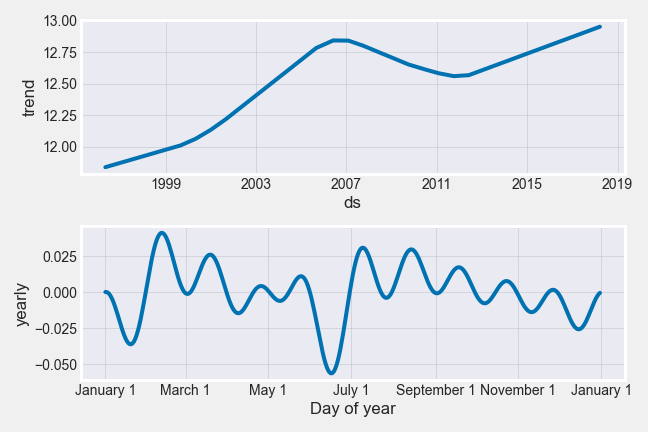 13.00
12.75
12.50
12.25
12.00
trend
1999 2003 2007 2011 2015 2019
ds
0.025
0.000
−0.025
−0.050
yearly
January 1 March 1 May 1 July 1 September 1 November 1 January 1
Day of year